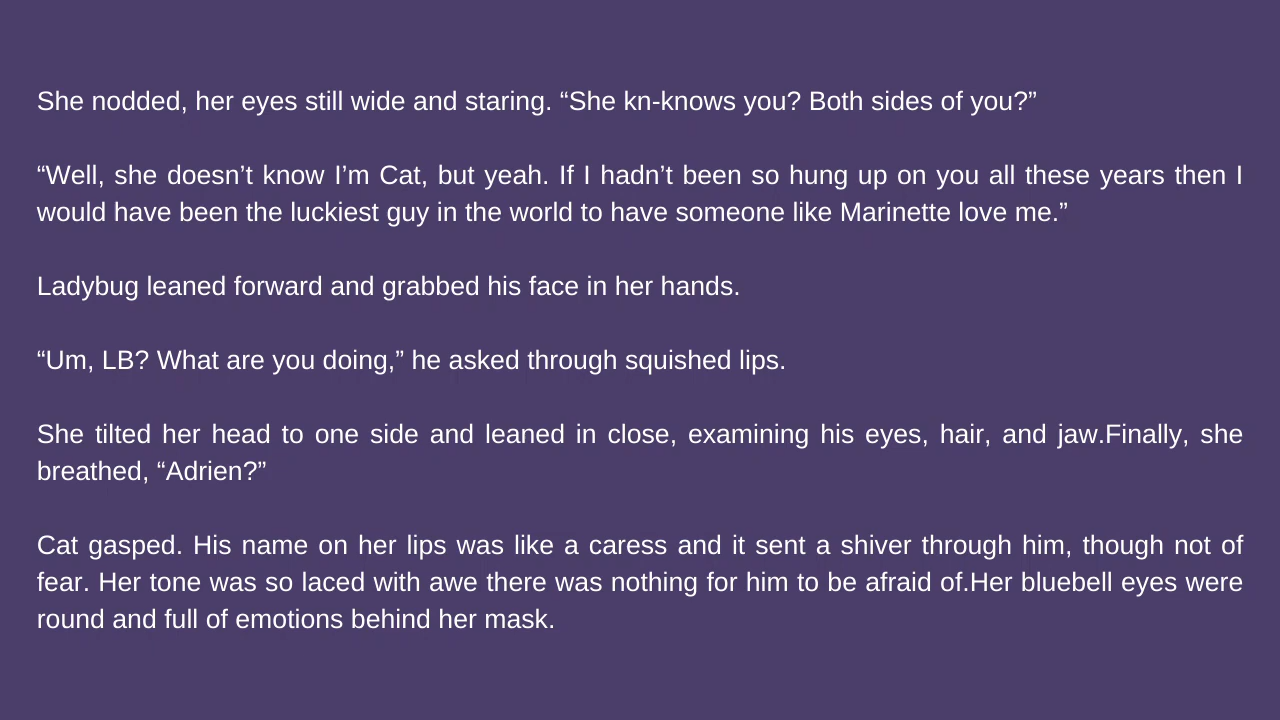 She nodded, her eyes still wide and staring. “She kn-knows you? Both sides of you?”
“Well, she doesn’t know I’m Cat, but yeah. If I hadn’t been so hung up on you all these years then I
would have been the luckiest guy in the world to have someone like Marinette love me.”
Ladybug leaned forward and grabbed his face in her hands.
“Um, LB? What are you doing,” he asked through squished lips.
She tilted her head to one side and leaned in close, examining his eyes, hair, and jaw.Finally, she
breathed, “Adrien?”
Cat gasped. His name on her lips was like a caress and it sent a shiver through him, though not of
fear. Her tone was so laced with awe there was nothing for him to be afraid of.Her bluebell eyes were
round and full of emotions behind her mask.